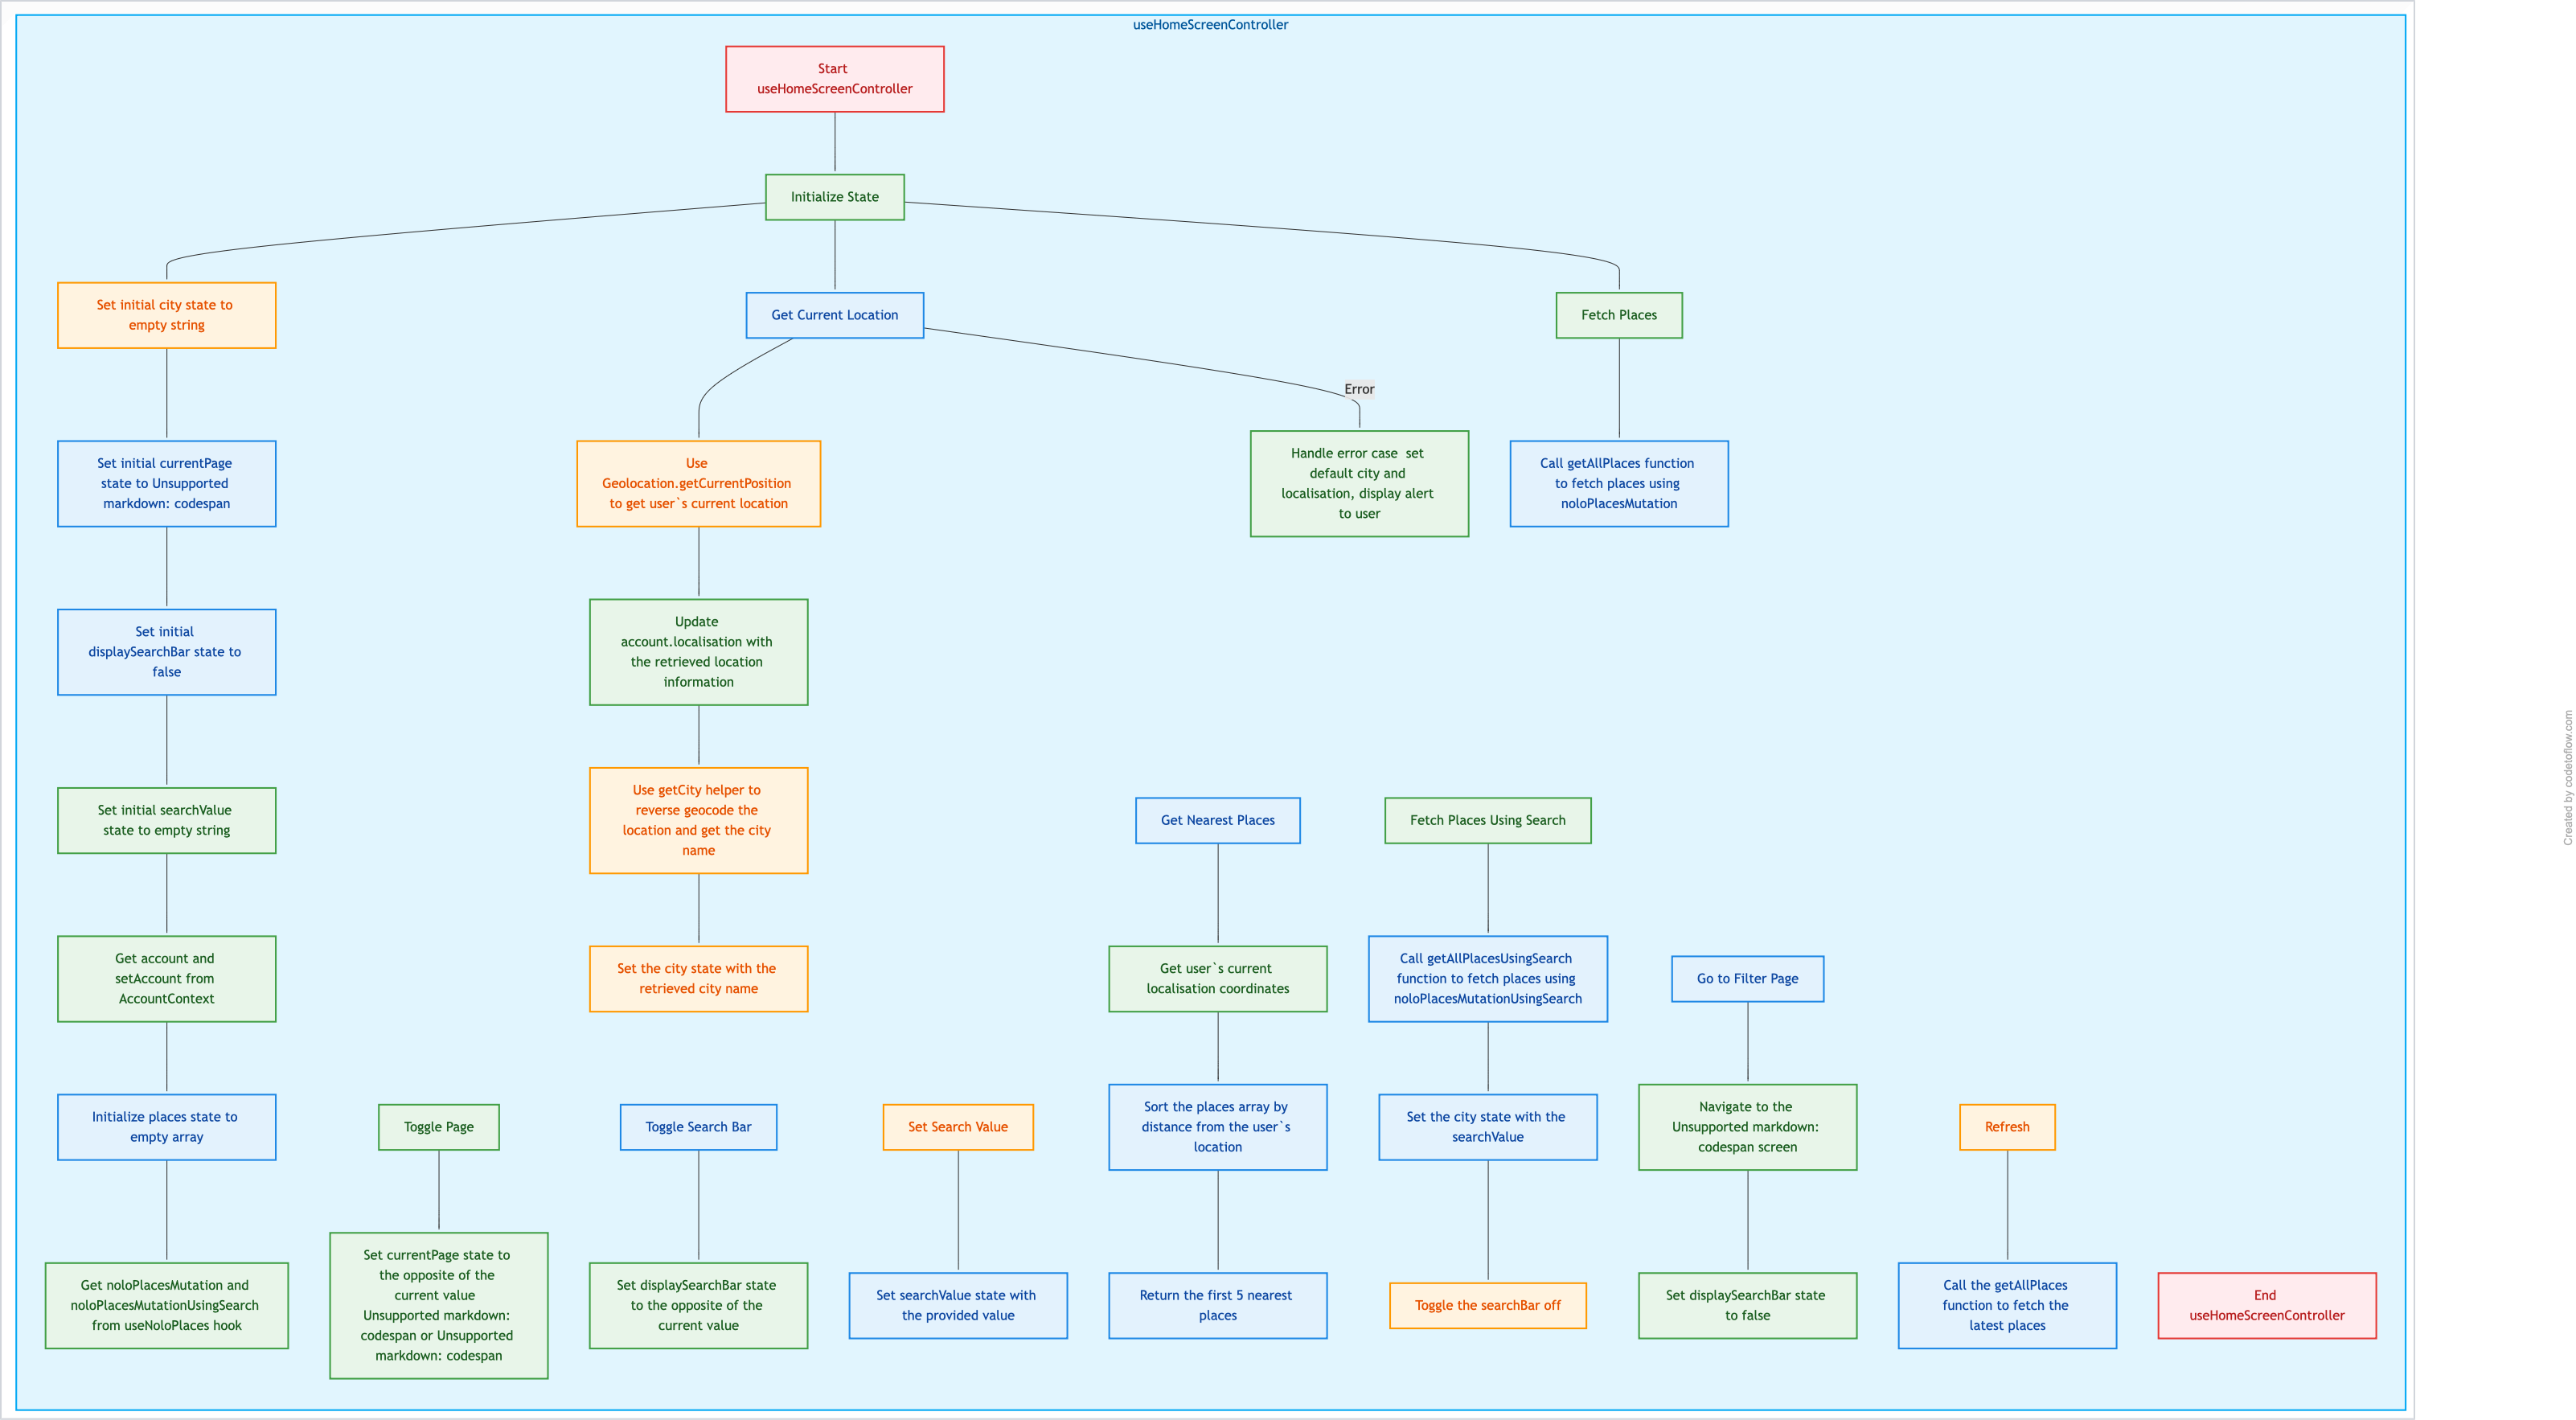 useHomeScreenController
Start
useHomeScreenController
Initialize State
Set initial city state to
empty string
Get Current Location
Fetch Places
Error
Set initial currentPage
state to Unsupported
markdown: codespan
Use
Geolocation.getCurrentPosition
to get user`s current location
Handle error case  set
default city and
localisation, display alert
to user
Call getAllPlaces function
to fetch places using
noloPlacesMutation
Set initial
displaySearchBar state to
false
Update
account.localisation with
the retrieved location
information
Set initial searchValue
state to empty string
Use getCity helper to
reverse geocode the
location and get the city
name
Get Nearest Places
Fetch Places Using Search
Get account and
setAccount from
AccountContext
Set the city state with the
retrieved city name
Get user`s current
localisation coordinates
Call getAllPlacesUsingSearch
function to fetch places using
noloPlacesMutationUsingSearch
Go to Filter Page
Initialize places state to
empty array
Toggle Page
Toggle Search Bar
Set Search Value
Sort the places array by
distance from the user`s
location
Set the city state with the
searchValue
Navigate to the
Unsupported markdown:
codespan screen
Refresh
Get noloPlacesMutation and
noloPlacesMutationUsingSearch
from useNoloPlaces hook
Set currentPage state to
the opposite of the
current value
Unsupported markdown:
codespan or Unsupported
markdown: codespan
Set displaySearchBar state
to the opposite of the
current value
Set searchValue state with
the provided value
Return the first 5 nearest
places
Toggle the searchBar off
Set displaySearchBar state
to false
Call the getAllPlaces
function to fetch the
latest places
End
useHomeScreenController
Created by codetoflow.com